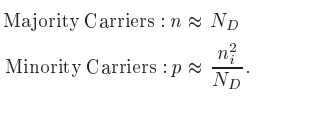 Majority Carriers : n ≈ N_D
Minority Carriers : p ≈ n_i^2 / N_D .